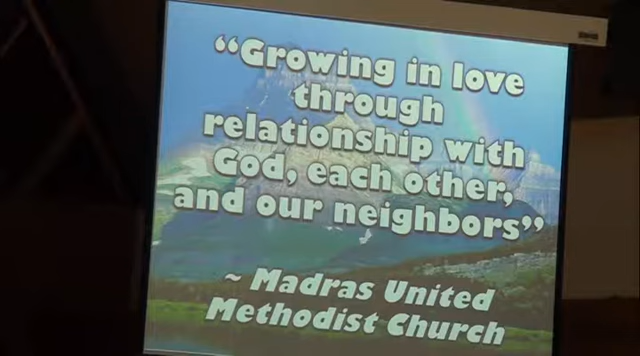 “Growing in love
through
relationship with
God, each other,
and our neighbors”
~ Madras United
Methodist Church